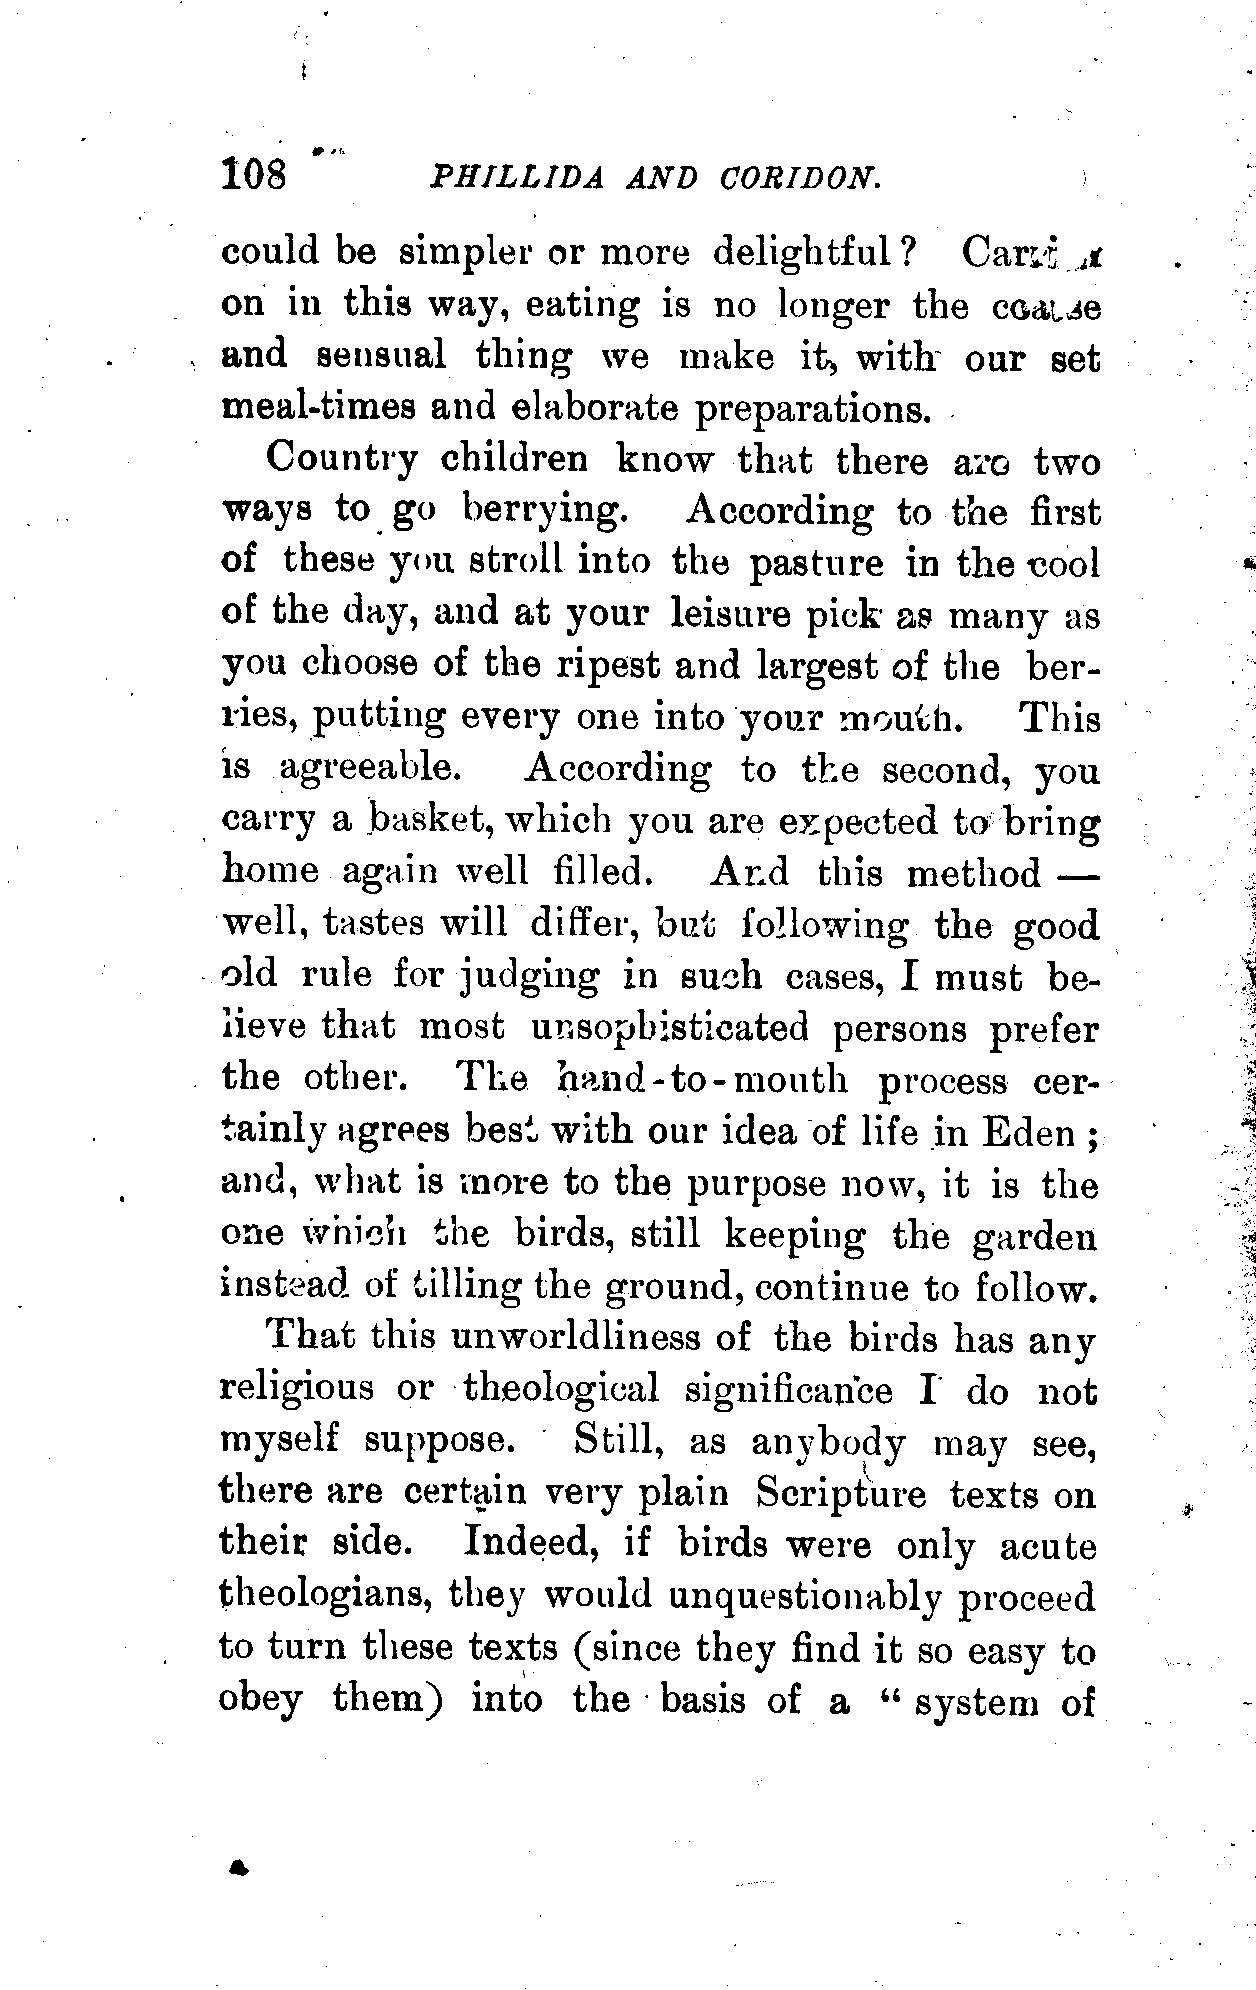 108 PHILLIDA AND CORIDON.
could be simpler or more delightful? Carried
on in this way, eating is no longer the coarse
and sensual thing we make it, with our set
meal-times and elaborate preparations.
Country children know that there are two
ways to go berrying. According to the first
of these you stroll into the pasture in the cool
of the day, and at your leisure pick as many as
you choose of the ripest and largest of the ber-
ries, putting every one into your mouth. This
is agreeable. According to the second, you
carry a basket, which you are expected to bring
home again well filled. And this method —
well, tastes will differ, but following the good
old rule for judging in such cases, I must be-
lieve that most unsophisticated persons prefer
the other. The hand-to-mouth process cer-
tainly agrees best with our idea of life in Eden;
and, what is more to the purpose now, it is the
one which the birds, still keeping the garden
instead of tilling the ground, continue to follow.
That this unworldliness of the birds has any
religious or theological significance I do not
myself suppose. Still, as anybody may see,
there are certain very plain Scripture texts on
their side. Indeed, if birds were only acute
theologians, they would unquestionably proceed
to turn these texts (since they find it so easy to
obey them) into the basis of a "system of